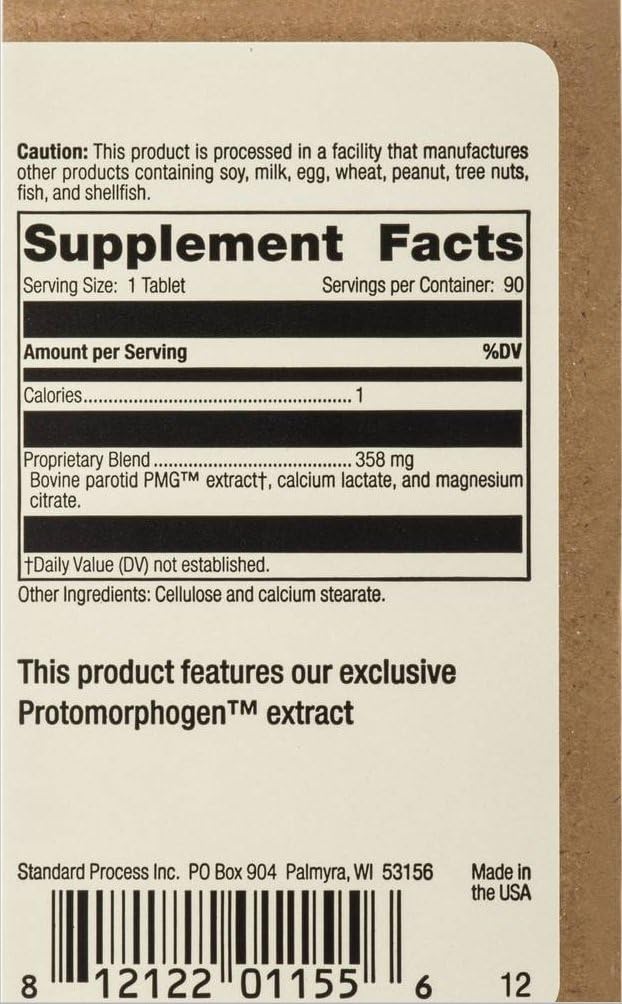 Caution: This product is processed in a facility that manufactures
other products containing soy, milk, egg, wheat, peanut, tree nuts,
fish, and shellfish.
Supplement Facts
Serving Size: 1 Tablet Servings per Container: 90
Amount per Serving %DV
Calories.................................................... 1
Proprietary Blend ...................................... 358 mg
Bovine parotid PMG™ extract†, calcium lactate, and magnesium
citrate.
†Daily Value (DV) not established.
Other Ingredients: Cellulose and calcium stearate.
This product features our exclusive
Protomorphogen™ extract
Standard Process Inc. PO Box 904 Palmyra, WI 53156 Made in
the USA
8 12122 01155 6 12